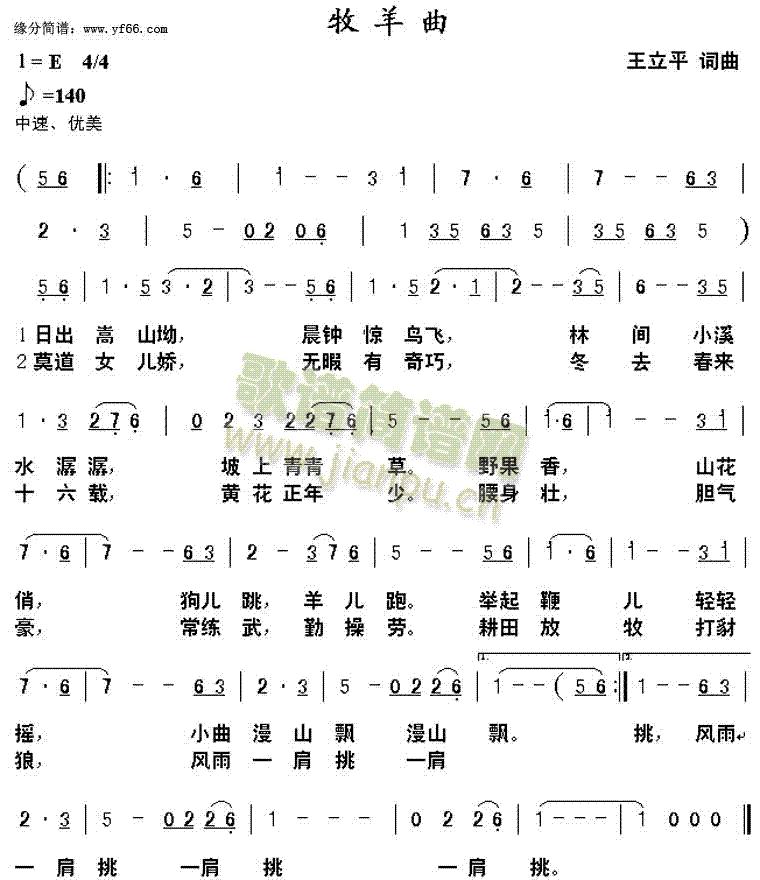 缘分简谱：www.yf66.com
牧 羊 曲
1=E 4/4
王立平 词曲
♪=140
中速、优美
( 5 6 ‖: 1 · 6 | 1 - - 3 1 | 7 · 6 | 7 - - 6 3 |
2 · 3 | 5 - 0 2 0 6 | 1 3 5 6 3 5 | 3 5 6 3 5 )
5 6 | 1 · 5 3 · 2 | 3 - - 5 6 | 1 · 5 2 · 1 | 2 - - 3 5 | 6 - - 3 5 |
1日出 嵩 山坳， 晨钟 惊 鸟飞， 林 间 小溪
2莫道 女 儿娇， 无暇 有 奇巧， 冬 去 春来
1 · 3 2 7 6 | 0 2 3 2 2 7 6 | 5 - - 5 6 | 1 · 6 | 1 - - 3 1 |
水 潺潺， 坡 上 青青 草。 野果 香， 山花
十 六载， 黄 花 正年 少。 腰身 壮， 胆气
7 · 6 | 7 - - 6 3 | 2 - 3 7 6 | 5 - - 5 6 | 1 · 6 | 1 - - 3 1 |
俏， 狗儿 跳， 羊 儿 跑。 举起 鞭 儿 轻轻
豪， 常练 武， 勤 操 劳。 耕田 放 牧 打豺
7 · 6 | 7 - - 6 3 | 2 · 3 | 5 - 0 2 2 6 | 1. 1 - - ( 5 6 :‖ 2. 1 - - 6 3 |
摇， 小曲 漫 山 飘 漫山 飘。 挑， 风雨
狼， 风雨 一 肩 挑 一肩
2 · 3 | 5 - 0 2 2 6 | 1 - - - | 0 2 2 6 | 1 - - - | 1 0 0 0 ‖
一 肩 挑 一肩 挑 一 肩 挑。
歌谱简谱网
www.jianpu.cn